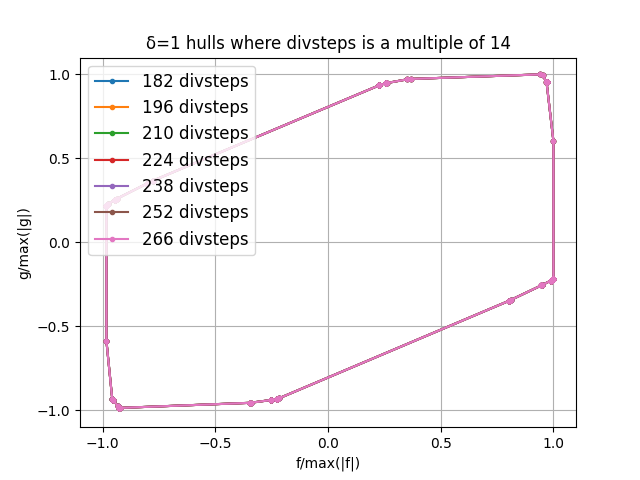 δ=1 hulls where divsteps is a multiple of 14
182 divsteps
196 divsteps
210 divsteps
224 divsteps
238 divsteps
252 divsteps
266 divsteps
1.0
0.5
0.0
−0.5
−1.0
g/max(|g|)
−1.0 −0.5 0.0 0.5 1.0
f/max(|f|)